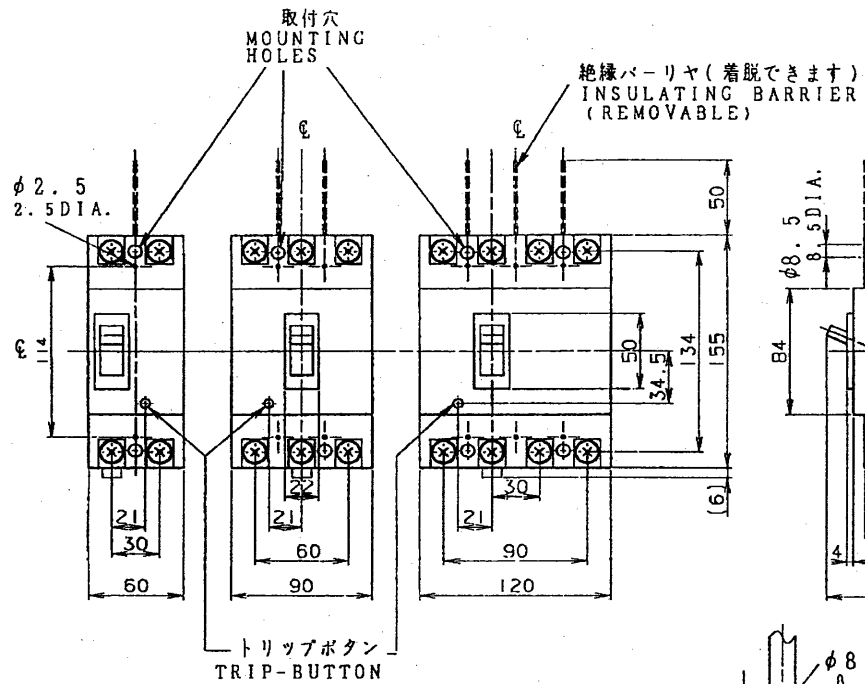 取付穴
MOUNTING
HOLES
絶縁バーリヤ(着脱できます)
INSULATING BARRIER
(REMOVABLE)
℄
℄
φ2.5
2.5DIA.
50
φ8.5
8.5DIA.
℄
114
50
34.5
134
155
84
22
(6)
21
21
21
30
30
60
90
4
60
90
120
トリップボタン
TRIP-BUTTON
φ8